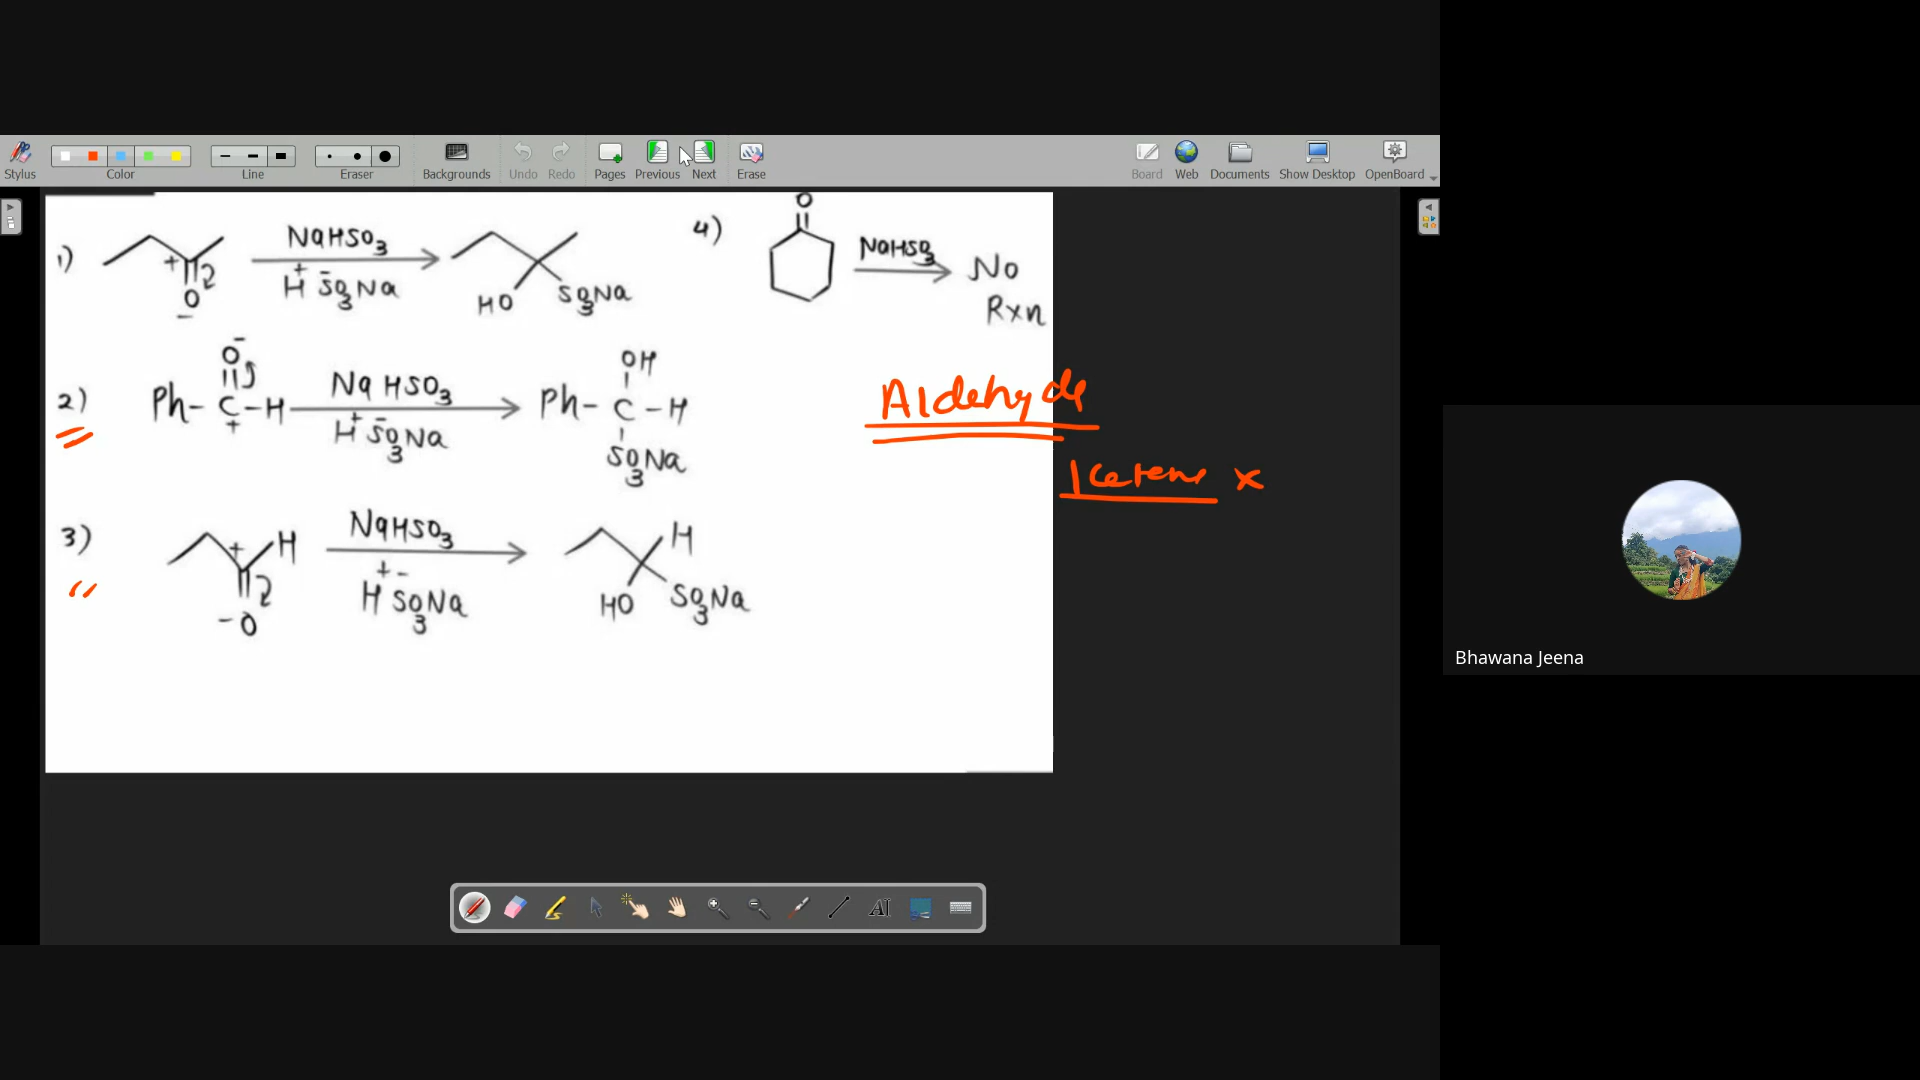 Stylus
Color
Line
Eraser
Backgrounds
Undo
Redo
Pages
Previous
Next
Erase
Board
Web
Documents
Show Desktop
OpenBoard
1)
+
O
−
NaHSO3
H+ −SO3Na
HO
SO3Na
4)
O
NaHSO3
No
Rxn
2)
O−
Ph-C-H
+
NaHSO3
H+ −SO3Na
OH
Ph-C-H
SO3Na
Aldehyde
Ketone x
3)
+
H
−O
NaHSO3
+ −
H SO3Na
H
HO
SO3Na
AI
Bhawana Jeena